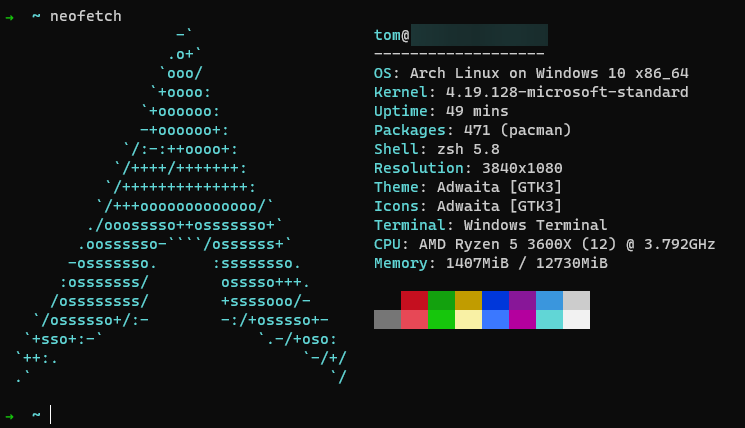 → ~ neofetch
-`
.o+`
`ooo/
`+oooo:
`+oooooo:
-+oooooo+:
`/:-:++oooo+:
`/++++/+++++++:
`/++++++++++++++:
`/+++ooooooooooooo/`
./ooosssso++osssssso+`
.oossssso-````/ossssss+`
-osssssso. :ssssssso.
:osssssss/ osssso+++.
/ossssssss/ +ssssooo/-
`/ossssso+/:- -:/+osssso+-
`+sso+:-` `.-/+oso:
`++:. `-/+/
.` `/
tom@
-------------------
OS: Arch Linux on Windows 10 x86_64
Kernel: 4.19.128-microsoft-standard
Uptime: 49 mins
Packages: 471 (pacman)
Shell: zsh 5.8
Resolution: 3840x1080
Theme: Adwaita [GTK3]
Icons: Adwaita [GTK3]
Terminal: Windows Terminal
CPU: AMD Ryzen 5 3600X (12) @ 3.792GHz
Memory: 1407MiB / 12730MiB
→ ~